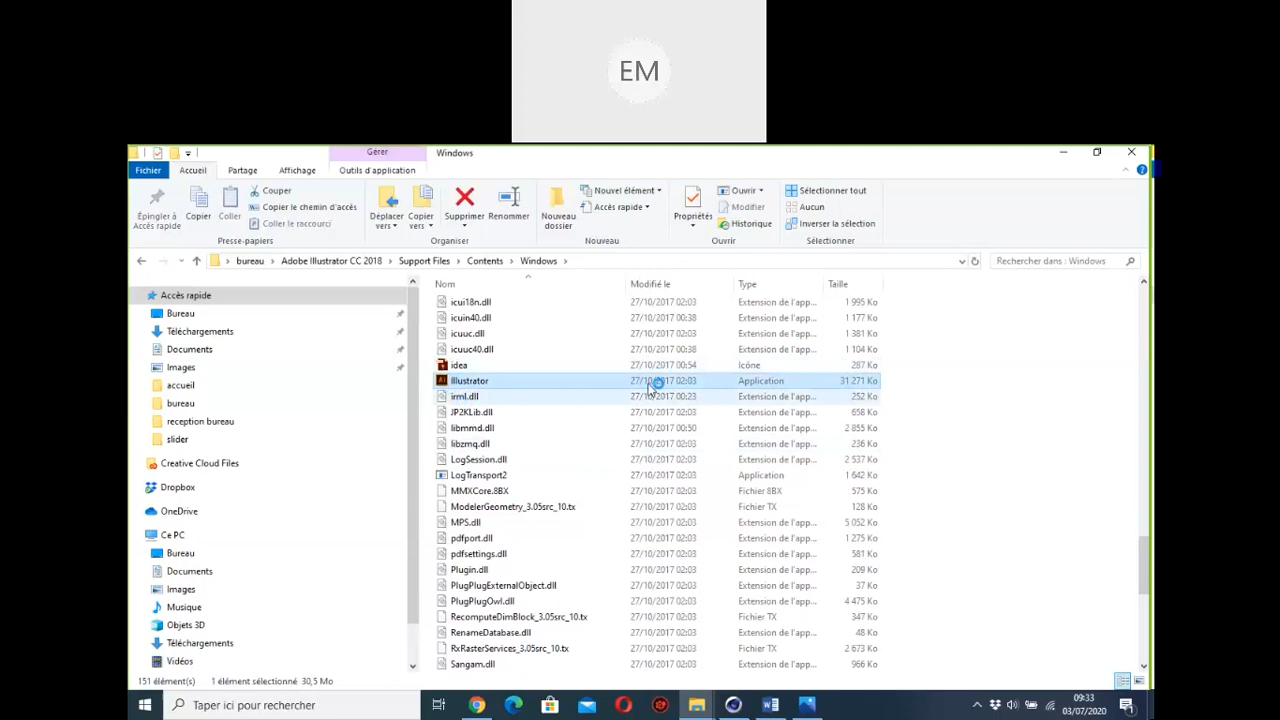 EM
Gérer
Windows
Fichier
Accueil
Partage
Affichage
Outils d'application
Épingler à
Accès rapide
Copier
Coller
Couper
Copier le chemin d'accès
Coller le raccourci
Presse-papiers
Déplacer
vers
Copier
vers
Supprimer
Renommer
Organiser
Nouveau
dossier
Nouvel élément
Accès rapide
Nouveau
Propriétés
Ouvrir
Modifier
Historique
Ouvrir
Sélectionner tout
Aucun
Inverser la sélection
Sélectionner
bureau > Adobe Illustrator CC 2018 > Support Files > Contents > Windows >
Rechercher dans : Windows
Accès rapide
Bureau
Téléchargements
Documents
Images
accueil
bureau
reception bureau
slider
Creative Cloud Files
Dropbox
OneDrive
Ce PC
Bureau
Documents
Images
Musique
Objets 3D
Téléchargements
Vidéos
Nom Modifié le Type Taille
icui18n.dll 27/10/2017 02:03 Extension de l'app... 1 995 Ko
icuin40.dll 27/10/2017 00:38 Extension de l'app... 1 177 Ko
icuuc.dll 27/10/2017 02:03 Extension de l'app... 1 381 Ko
icuuc40.dll 27/10/2017 00:38 Extension de l'app... 1 104 Ko
idea 27/10/2017 00:54 Icône 287 Ko
Illustrator 27/10/2017 02:03 Application 31 271 Ko
irml.dll 27/10/2017 00:23 Extension de l'app... 252 Ko
JP2KLib.dll 27/10/2017 02:03 Extension de l'app... 658 Ko
libmmd.dll 27/10/2017 00:50 Extension de l'app... 2 855 Ko
libzmq.dll 27/10/2017 02:03 Extension de l'app... 236 Ko
LogSession.dll 27/10/2017 02:03 Extension de l'app... 2 537 Ko
LogTransport2 27/10/2017 02:03 Application 1 642 Ko
MMXCore.8BX 27/10/2017 02:03 Fichier 8BX 575 Ko
ModelerGeometry_3.05src_10.tx 27/10/2017 02:03 Fichier TX 128 Ko
MPS.dll 27/10/2017 02:03 Extension de l'app... 5 052 Ko
pdfport.dll 27/10/2017 02:03 Extension de l'app... 1 275 Ko
pdfsettings.dll 27/10/2017 02:03 Extension de l'app... 581 Ko
Plugin.dll 27/10/2017 02:03 Extension de l'app... 209 Ko
PlugPlugExternalObject.dll 27/10/2017 02:03 Extension de l'app... 37 Ko
PlugPlugOwl.dll 27/10/2017 02:03 Extension de l'app... 4 475 Ko
RecomputeDimBlock_3.05src_10.tx 27/10/2017 02:03 Fichier TX 347 Ko
RenameDatabase.dll 27/10/2017 02:03 Extension de l'app... 48 Ko
RxRasterServices_3.05src_10.tx 27/10/2017 02:03 Fichier TX 2 673 Ko
Sangam.dll 27/10/2017 02:03 Extension de l'app... 966 Ko
151 élément(s) 1 élément sélectionné 30,5 Mo
Taper ici pour rechercher
09:33
03/07/2020